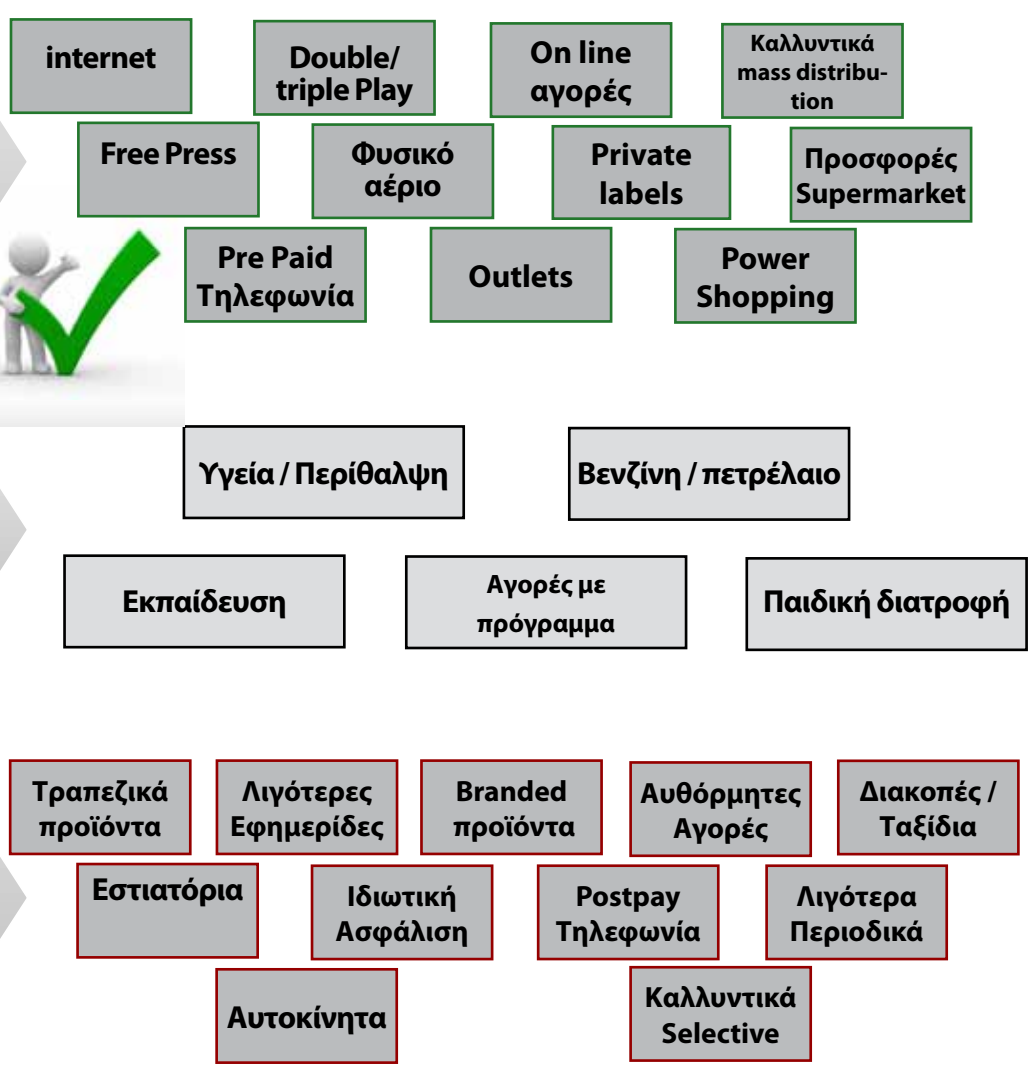 internet
Double/
triple Play
On line
αγορές
Καλλυντικά
mass distribu-
tion
Free Press
Φυσικό
αέριο
Private
labels
Προσφορές
Supermarket
Pre Paid
Τηλεφωνία
Outlets
Power
Shopping
Υγεία / Περίθαλψη
Βενζίνη / πετρέλαιο
Εκπαίδευση
Αγορές με
πρόγραμμα
Παιδική διατροφή
Τραπεζικά
προϊόντα
Λιγότερες
Εφημερίδες
Branded
προϊόντα
Αυθόρμητες
Αγορές
Διακοπές /
Ταξίδια
Εστιατόρια
Ιδιωτική
Ασφάλιση
Postpay
Τηλεφωνία
Λιγότερα
Περιοδικά
Αυτοκίνητα
Καλλυντικά
Selective